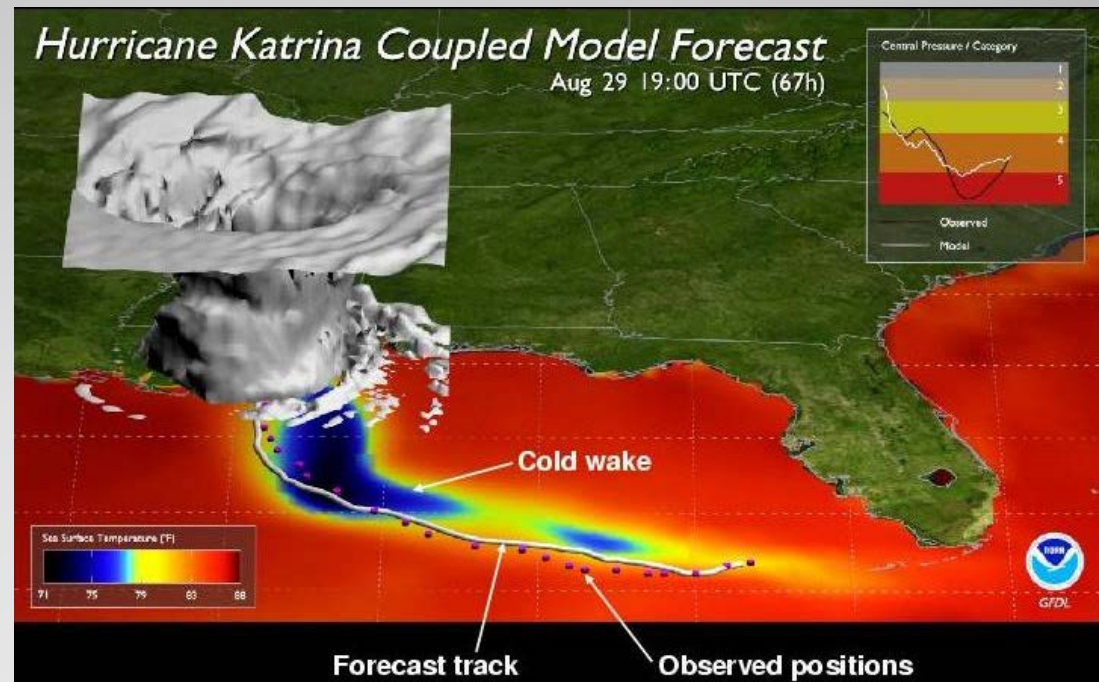 Hurricane Katrina Coupled Model Forecast
Aug 29 19:00 UTC (67h)
Central Pressure / Category
1
2
3
4
5
Observed
Model
Cold wake
Sea Surface Temperature (°F)
71 75 79 83 88
NOAA
GFDL
Forecast track
Observed positions